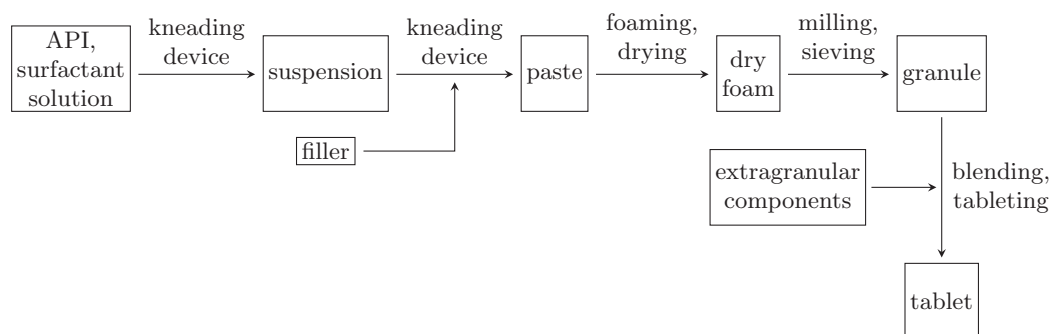 API,
surfactant
solution
kneading
device
suspension
kneading
device
filler
paste
foaming,
drying
dry
foam
milling,
sieving
granule
extragranular
components
blending,
tableting
tablet